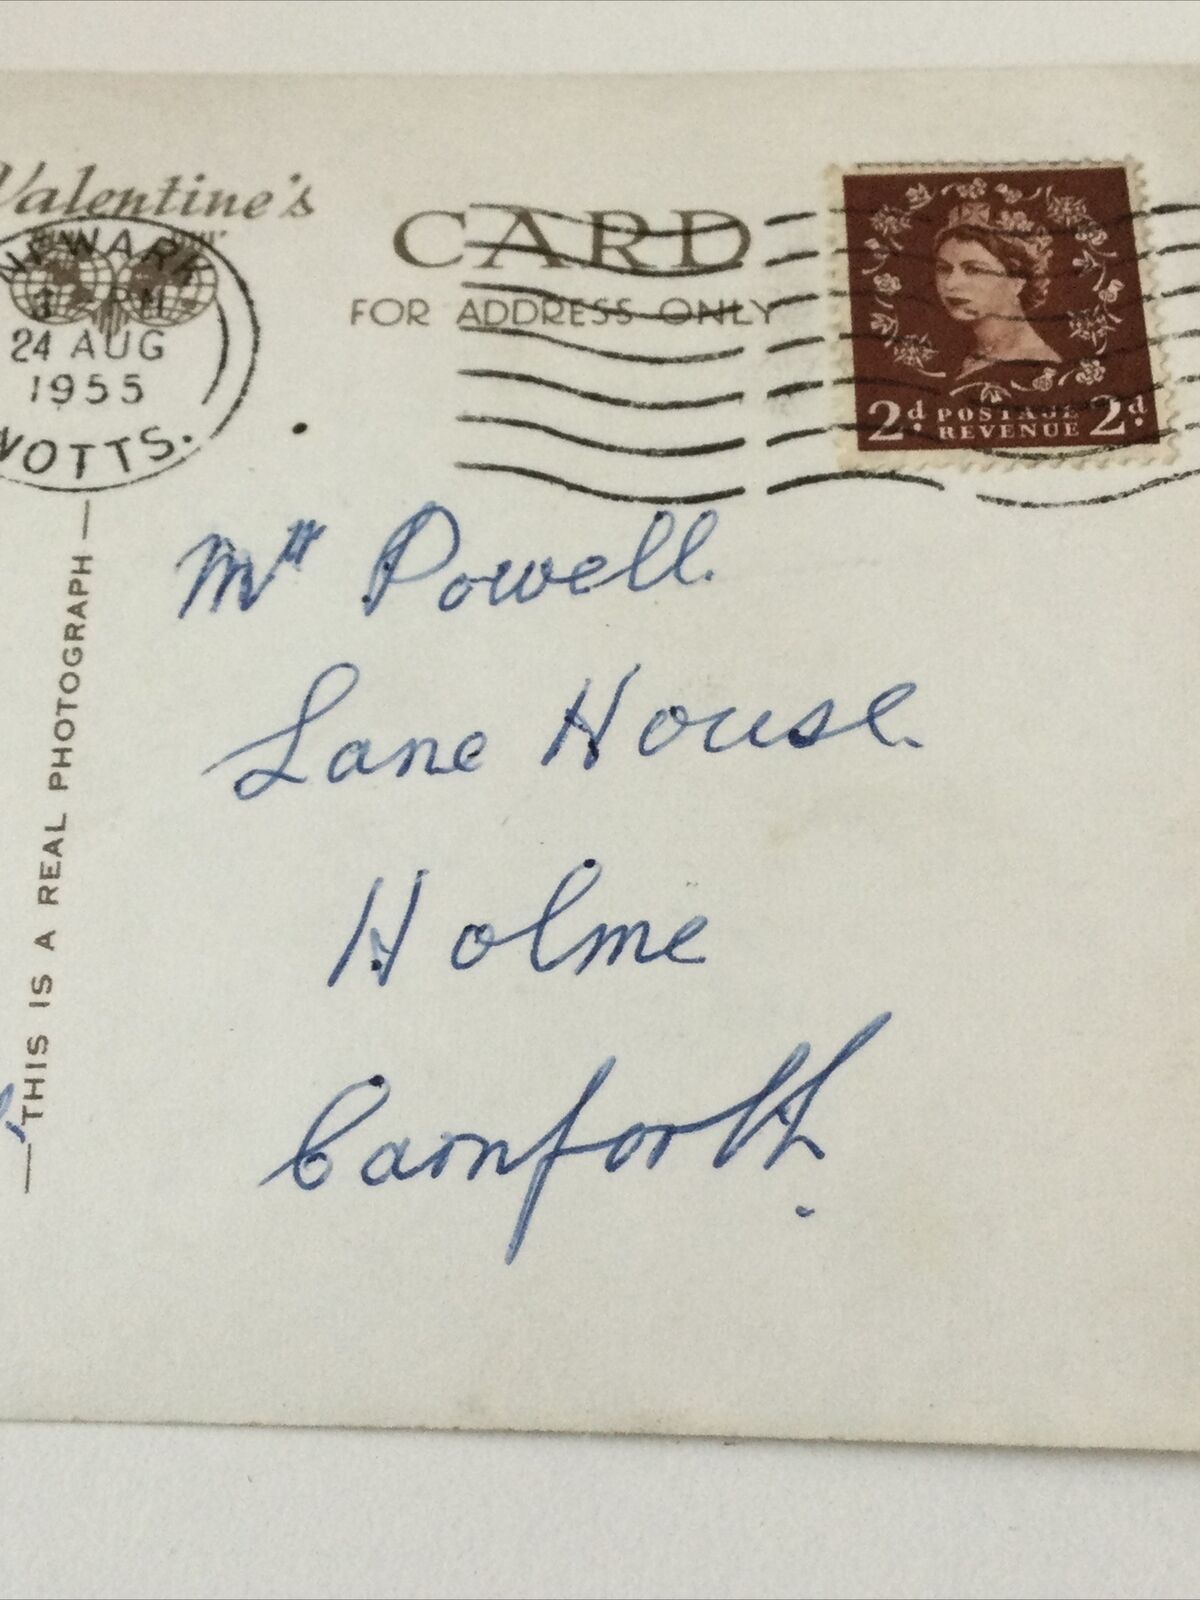 Valentine's
CARD
FOR ADDRESS ONLY
NEWARK
24 AUG
1955
NOTTS.
2d. POSTAGE REVENUE 2d.
THIS IS A REAL PHOTOGRAPH
Powell.
Lane House.
Holme
Carnforth.